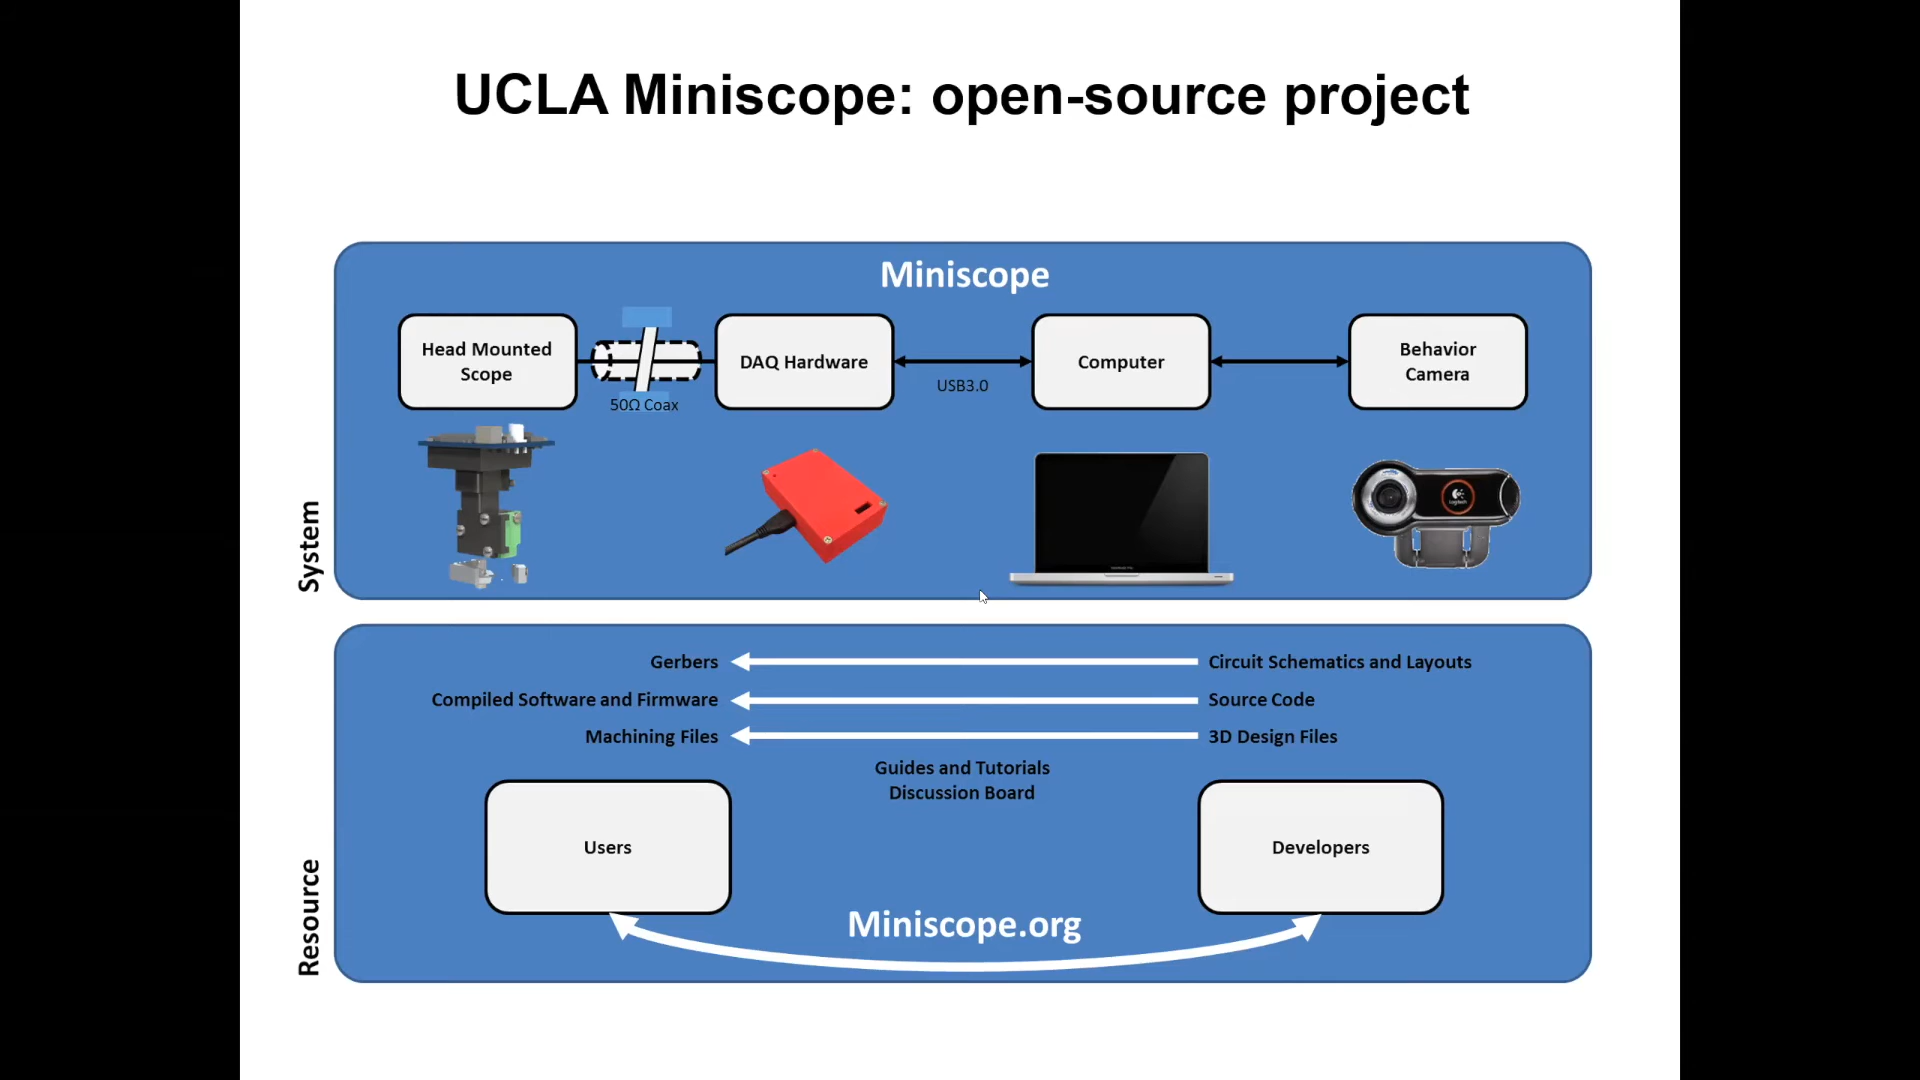 UCLA Miniscope: open-source project
Miniscope
Head Mounted
Scope
50Ω Coax
DAQ Hardware
USB3.0
Computer
Behavior
Camera
System
Gerbers
Circuit Schematics and Layouts
Compiled Software and Firmware
Source Code
Machining Files
3D Design Files
Guides and Tutorials
Discussion Board
Users
Developers
Miniscope.org
Resource